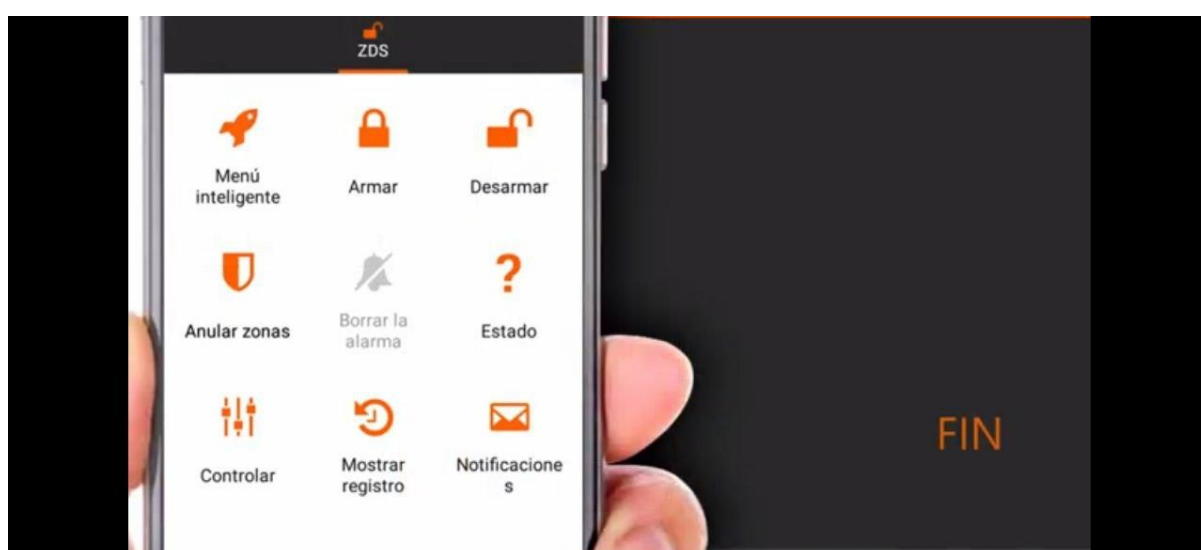 ZDS
Menú
inteligente
Armar
Desarmar
Anular zonas
Borrar la
alarma
Estado
Controlar
Mostrar
registro
Notificacione
s
FIN